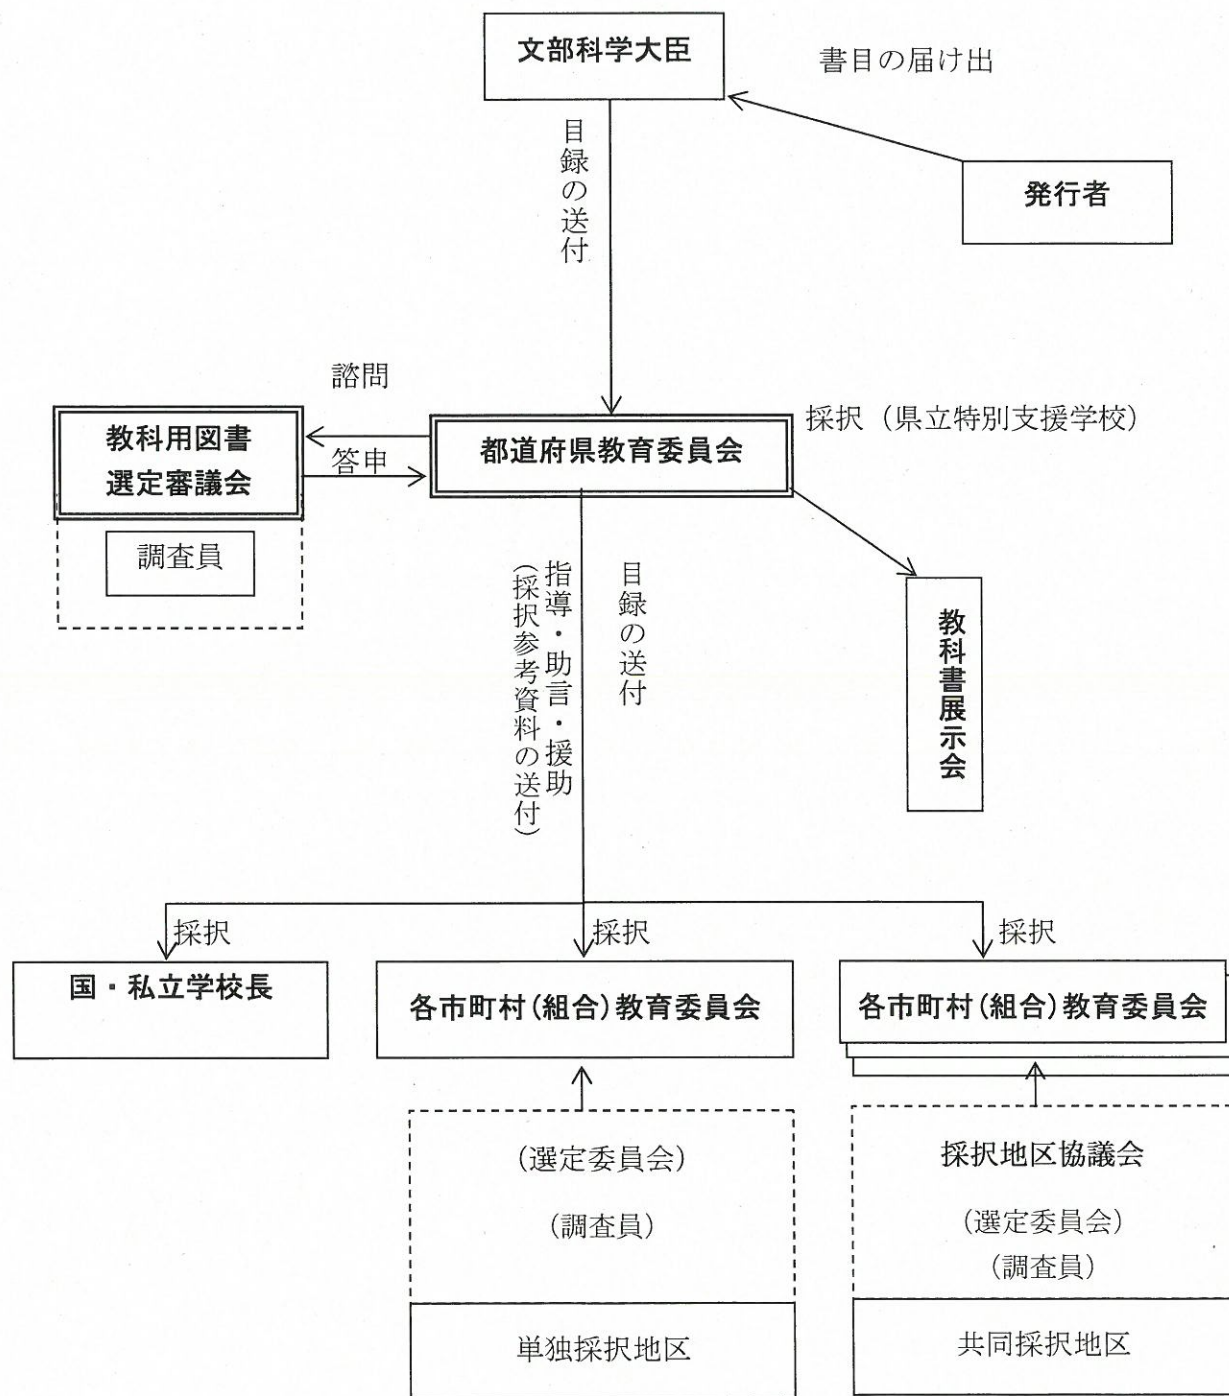 文部科学大臣
書目の届け出
目録の送付
発行者
諮問
教科用図書
選定審議会
答申
都道府県教育委員会
採択（県立特別支援学校）
調査員
目録の送付
指導・助言・援助
（採択参考資料の送付）
教科書展示会
採択
採択
採択
国・私立学校長
各市町村(組合)教育委員会
各市町村(組合)教育委員会
(選定委員会)
(調査員)
採択地区協議会
(選定委員会)
(調査員)
単独採択地区
共同採択地区